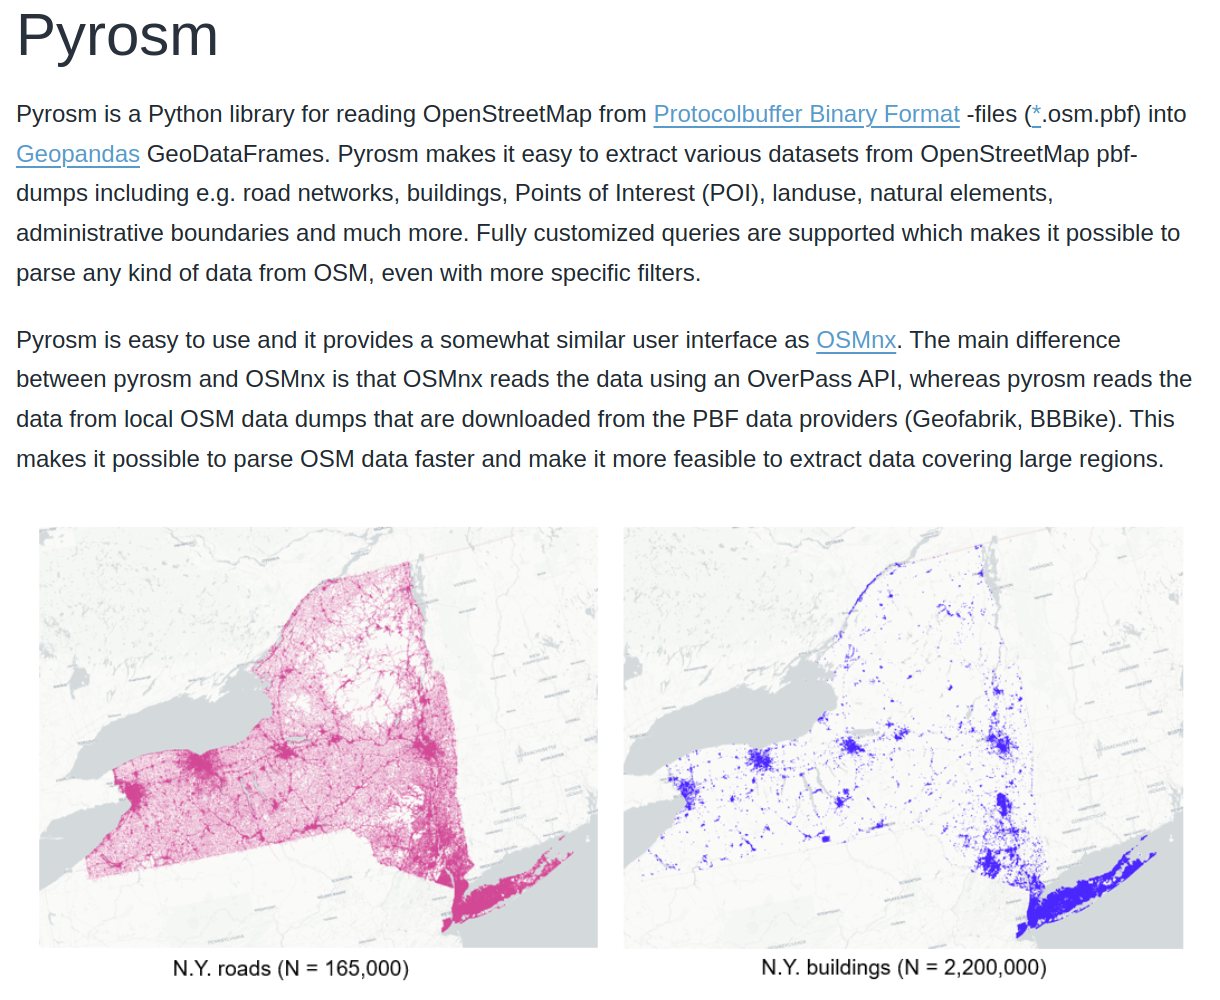 Pyrosm
Pyrosm is a Python library for reading OpenStreetMap from Protocolbuffer Binary Format -files (*.osm.pbf) into
Geopandas GeoDataFrames. Pyrosm makes it easy to extract various datasets from OpenStreetMap pbf-
dumps including e.g. road networks, buildings, Points of Interest (POI), landuse, natural elements,
administrative boundaries and much more. Fully customized queries are supported which makes it possible to
parse any kind of data from OSM, even with more specific filters.
Pyrosm is easy to use and it provides a somewhat similar user interface as OSMnx. The main difference
between pyrosm and OSMnx is that OSMnx reads the data using an OverPass API, whereas pyrosm reads the
data from local OSM data dumps that are downloaded from the PBF data providers (Geofabrik, BBBike). This
makes it possible to parse OSM data faster and make it more feasible to extract data covering large regions.
N.Y. roads (N = 165,000)
N.Y. buildings (N = 2,200,000)